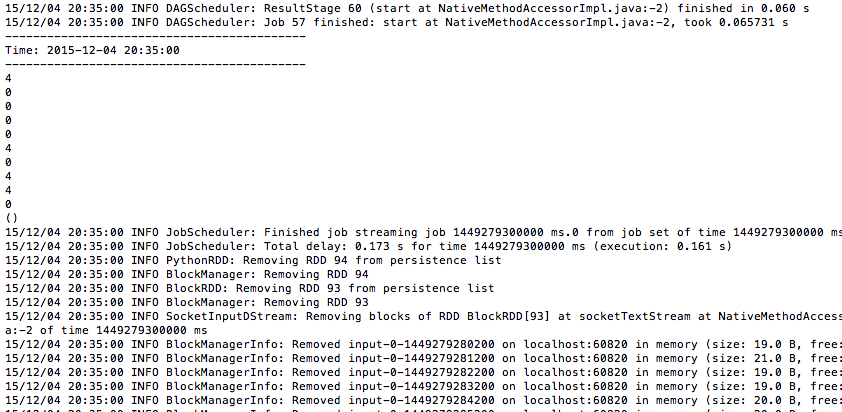 15/12/04 20:35:00 INFO DAGScheduler: ResultStage 60 (start at NativeMethodAccessorImpl.java:-2) finished in 0.060 s
15/12/04 20:35:00 INFO DAGScheduler: Job 57 finished: start at NativeMethodAccessorImpl.java:-2, took 0.065731 s
-------------------------------------------
Time: 2015-12-04 20:35:00
-------------------------------------------
4
0
0
0
0
4
0
4
4
0
()
15/12/04 20:35:00 INFO JobScheduler: Finished job streaming job 1449279300000 ms.0 from job set of time 1449279300000 ms
15/12/04 20:35:00 INFO JobScheduler: Total delay: 0.173 s for time 1449279300000 ms (execution: 0.161 s)
15/12/04 20:35:00 INFO PythonRDD: Removing RDD 94 from persistence list
15/12/04 20:35:00 INFO BlockManager: Removing RDD 94
15/12/04 20:35:00 INFO BlockRDD: Removing RDD 93 from persistence list
15/12/04 20:35:00 INFO BlockManager: Removing RDD 93
15/12/04 20:35:00 INFO SocketInputDStream: Removing blocks of RDD BlockRDD[93] at socketTextStream at NativeMethodAccess
a:-2 of time 1449279300000 ms
15/12/04 20:35:00 INFO BlockManagerInfo: Removed input-0-1449279280200 on localhost:60820 in memory (size: 19.0 B, free:
15/12/04 20:35:00 INFO BlockManagerInfo: Removed input-0-1449279281200 on localhost:60820 in memory (size: 21.0 B, free:
15/12/04 20:35:00 INFO BlockManagerInfo: Removed input-0-1449279282200 on localhost:60820 in memory (size: 19.0 B, free:
15/12/04 20:35:00 INFO BlockManagerInfo: Removed input-0-1449279283200 on localhost:60820 in memory (size: 19.0 B, free:
15/12/04 20:35:00 INFO BlockManagerInfo: Removed input-0-1449279284200 on localhost:60820 in memory (size: 20.0 B, free: